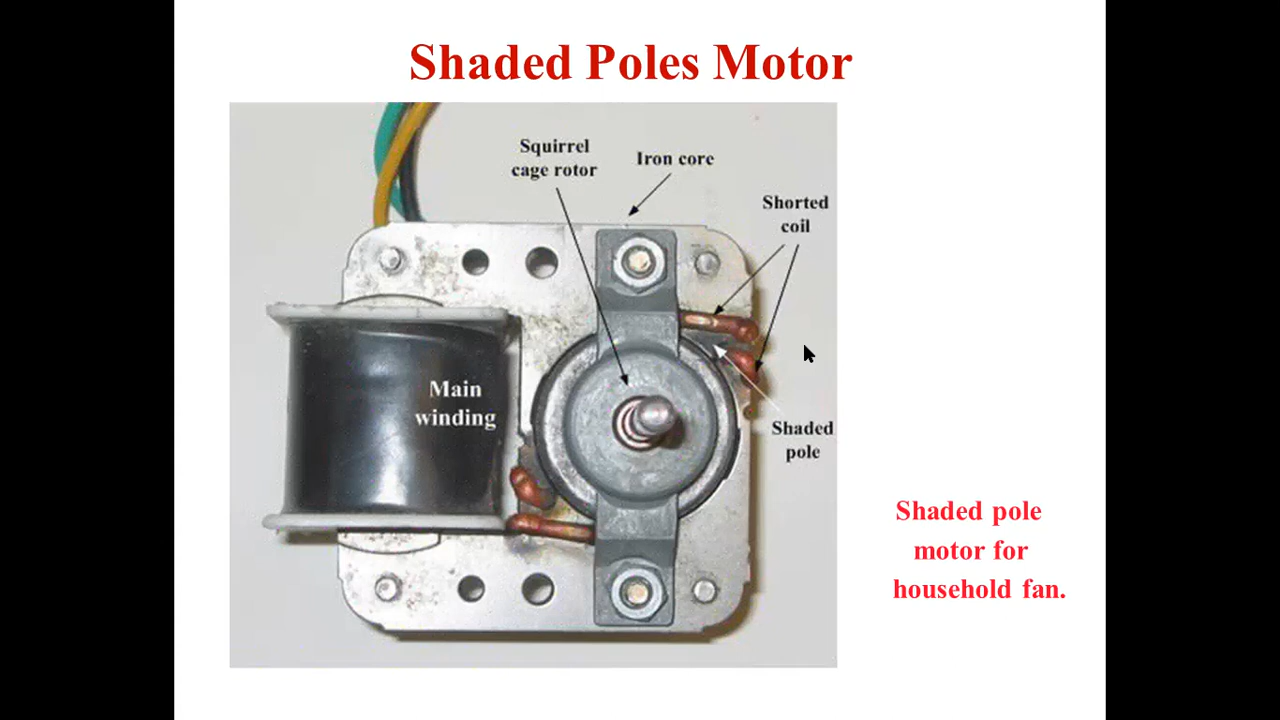 Shaded Poles Motor
Squirrel
cage rotor
Iron core
Shorted
coil
Main
winding
Shaded
pole
Shaded pole
motor for
household fan.